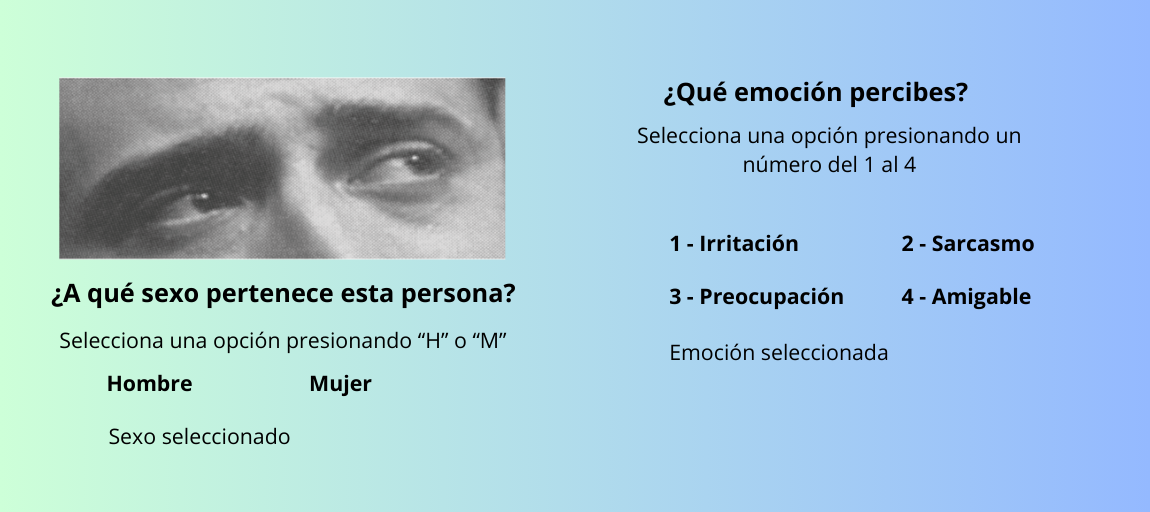 ¿A qué sexo pertenece esta persona?
Selecciona una opción presionando “H” o “M”
Hombre
Mujer
Sexo seleccionado
¿Qué emoción percibes?
Selecciona una opción presionando un
número del 1 al 4
1 - Irritación
2 - Sarcasmo
3 - Preocupación
4 - Amigable
Emoción seleccionada